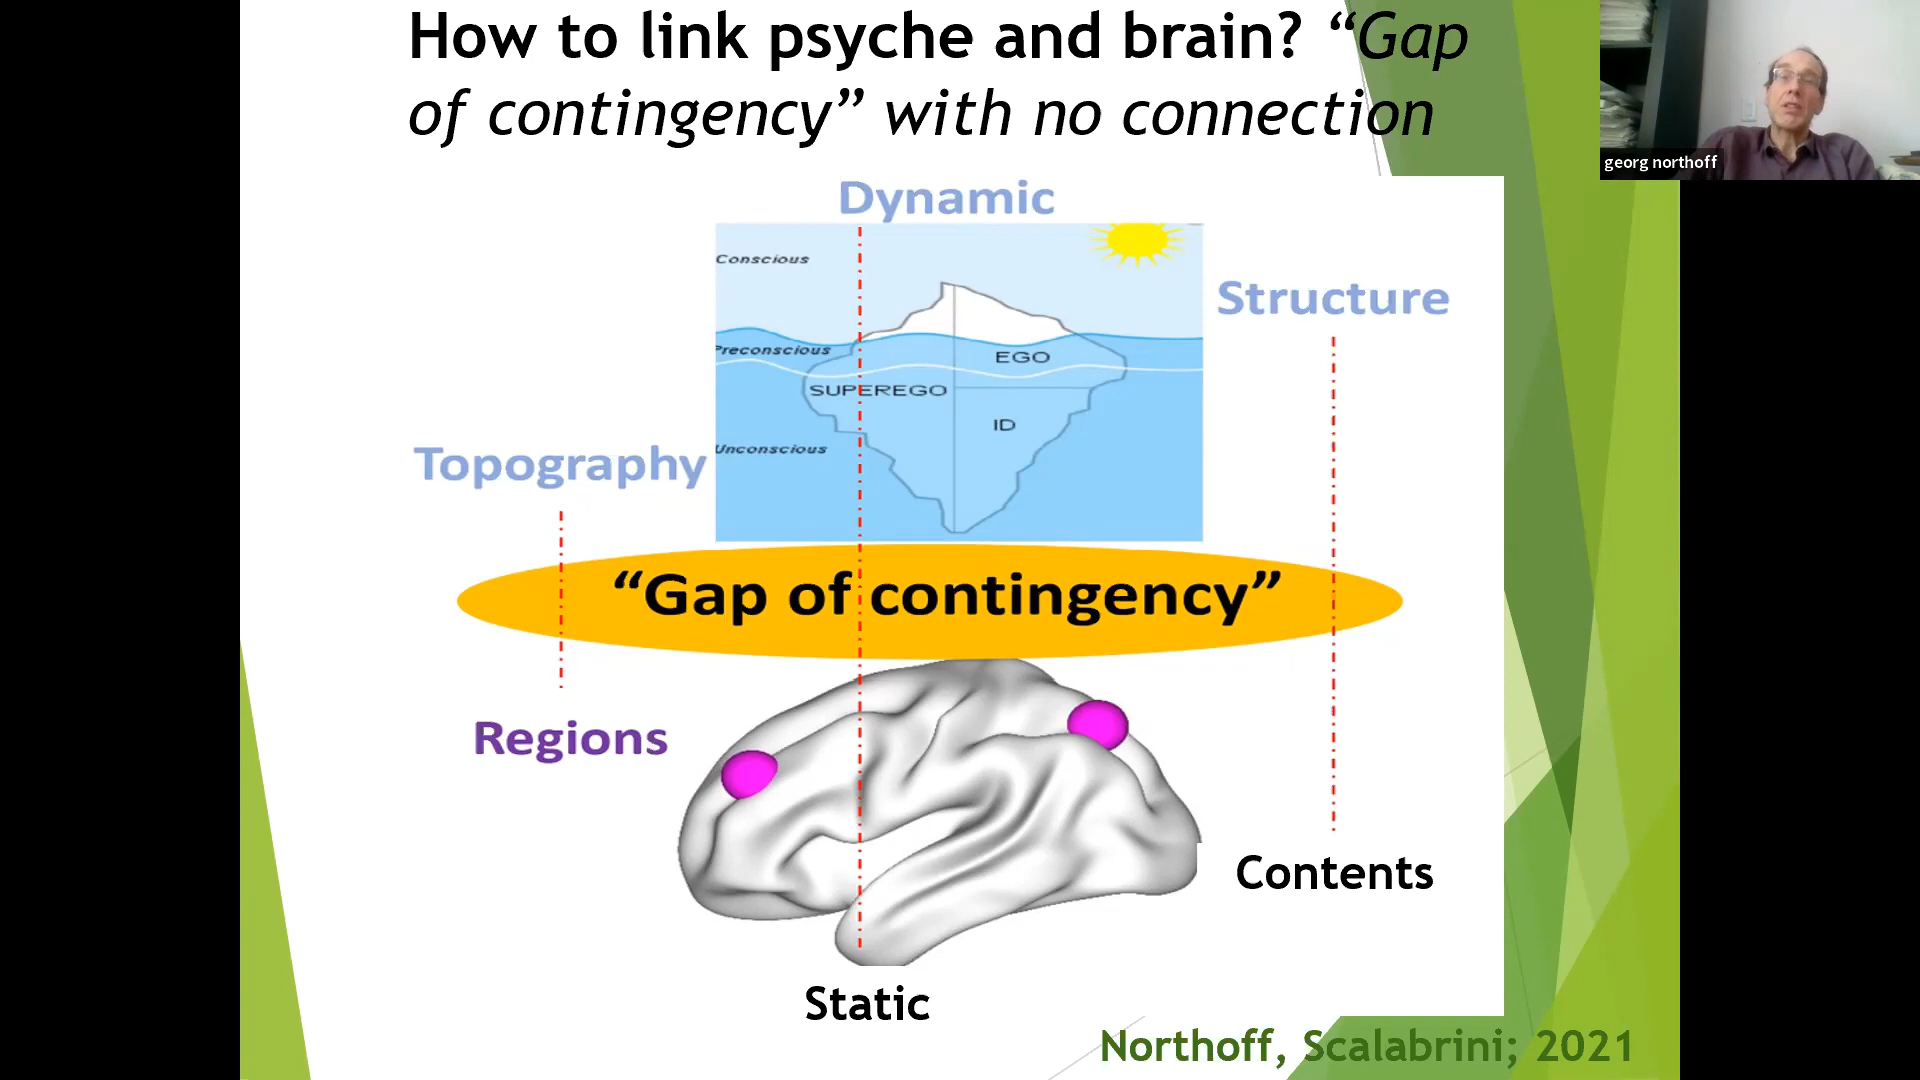 How to link psyche and brain? “Gap
of contingency” with no connection
georg northoff
Dynamic
Conscious
Structure
Preconscious
EGO
SUPEREGO
ID
Unconscious
Topography
“Gap of contingency”
Regions
Contents
Static
Northoff, Scalabrini; 2021